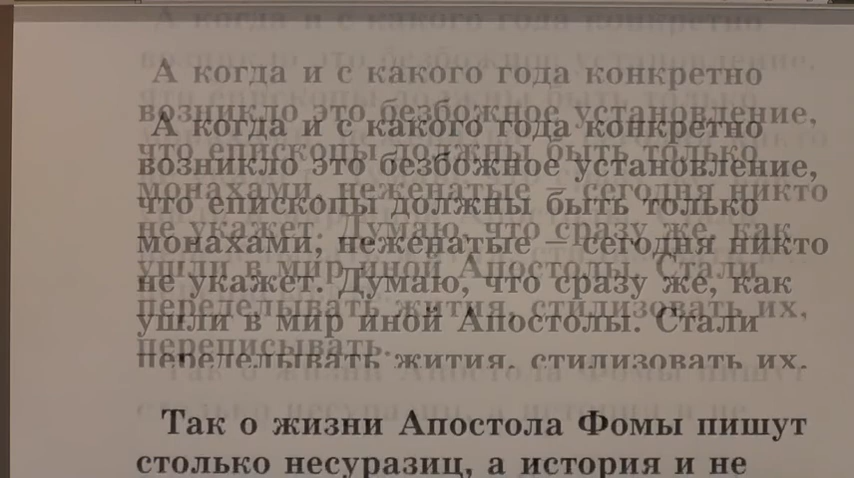 А когда и с какого года конкретно
возникло это безбожное установление,
что епископы должны быть только
монахами, неженатые – сегодня никто
не укажет. Думаю, что сразу же, как
ушли в мир иной Апостолы. Стали
переделывать жития, стилизовать их,
переписывать.
Так о жизни Апостола Фомы пишут
столько несуразиц, а история и не